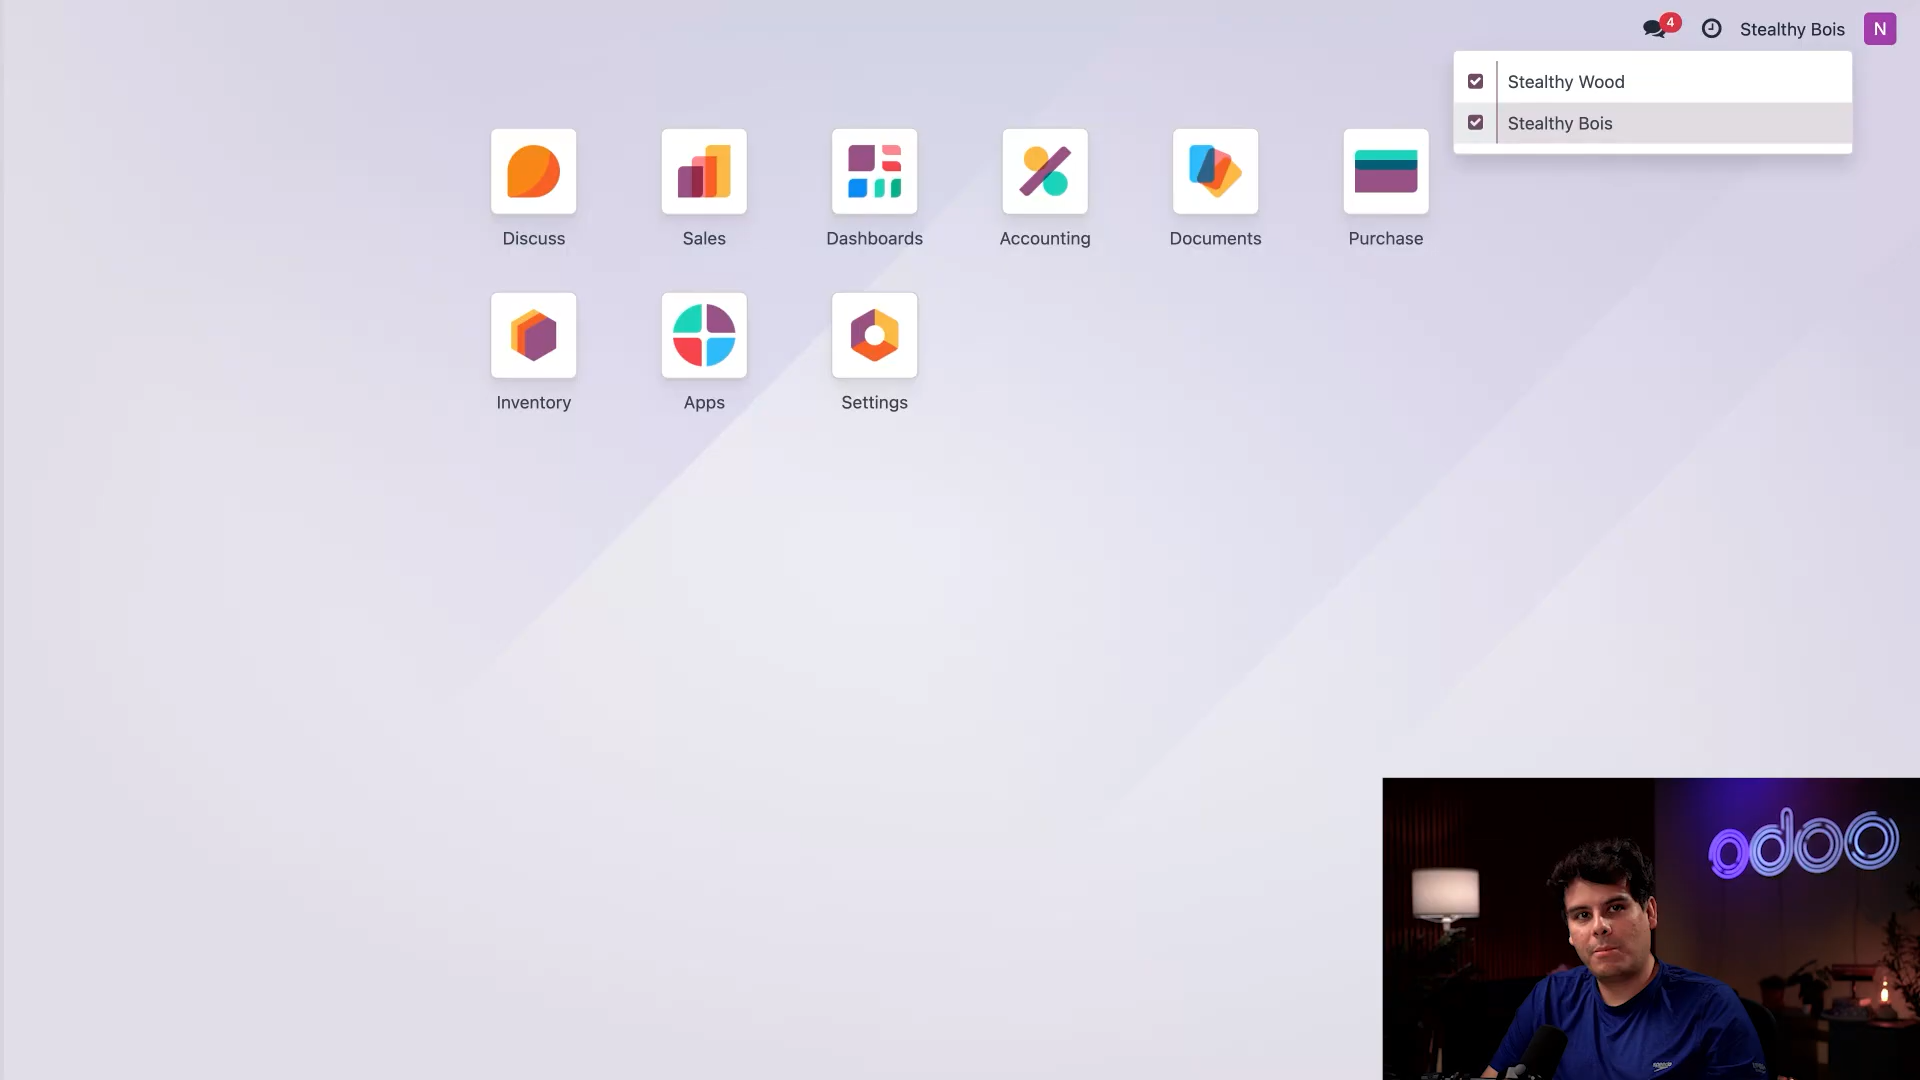 4
Stealthy Bois
N
Stealthy Wood
Stealthy Bois
Discuss
Sales
Dashboards
Accounting
Documents
Purchase
Inventory
Apps
Settings
odoo